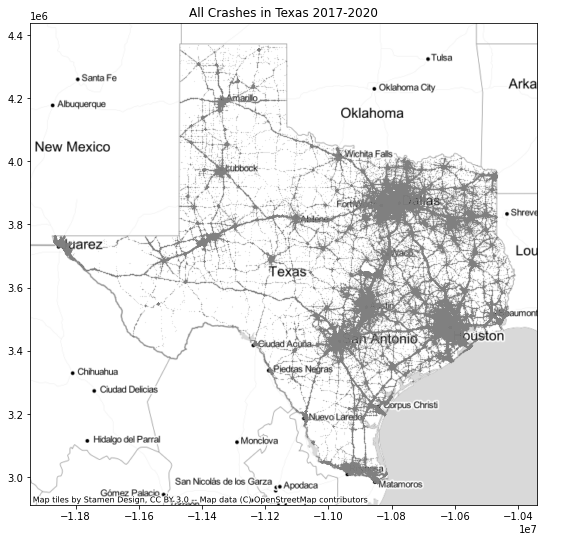 All Crashes in Texas 2017-2020
1e6
4.4
4.2
4.0
3.8
3.6
3.4
3.2
3.0
Tulsa
Santa Fe
Oklahoma City
Arka
Albuquerque
Amarillo
Oklahoma
New Mexico
Wichita Falls
Lubbock
Fort
allas
Shreve
Abilene
Juarez
Lou
Texas
Beaumont
San Antonio
Houston
Ciudad Acuña
Chihuahua
Piedras Negras
Ciudad Delicias
Corpus Christi
Nuevo Laredo
Hidalgo del Parral
Monclova
San Nicolás de los Garza
Apodaca
Matamoros
Gómez Palacio
Map tiles by Stamen Design, CC BY 3.0 -- Map data (C) OpenStreetMap contributors
−1.18 −1.16 −1.14 −1.12 −1.10 −1.08 −1.06 −1.04
1e7